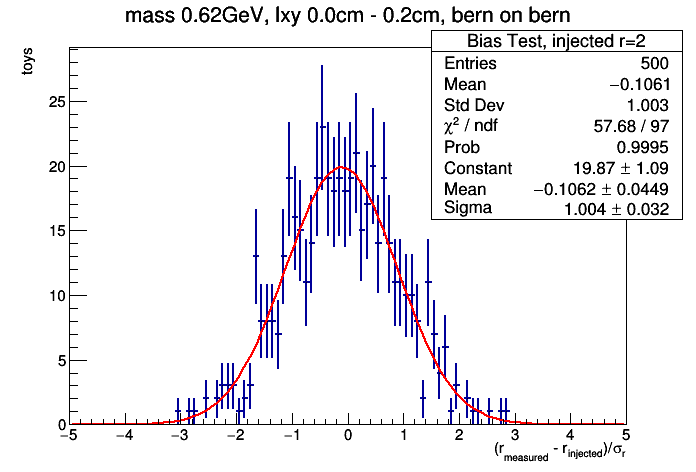 mass 0.62GeV, lxy 0.0cm - 0.2cm, bern on bern
Bias Test, injected r=2
Entries 500
Mean −0.1061
Std Dev 1.003
χ² / ndf 57.68 / 97
Prob 0.9995
Constant 19.87 ± 1.09
Mean −0.1062 ± 0.0449
Sigma 1.004 ± 0.032
toys
25
20
15
10
5
0
−5 −4 −3 −2 −1 0 1 2 3 4 5
(r_measured - r_injected)/σ_r